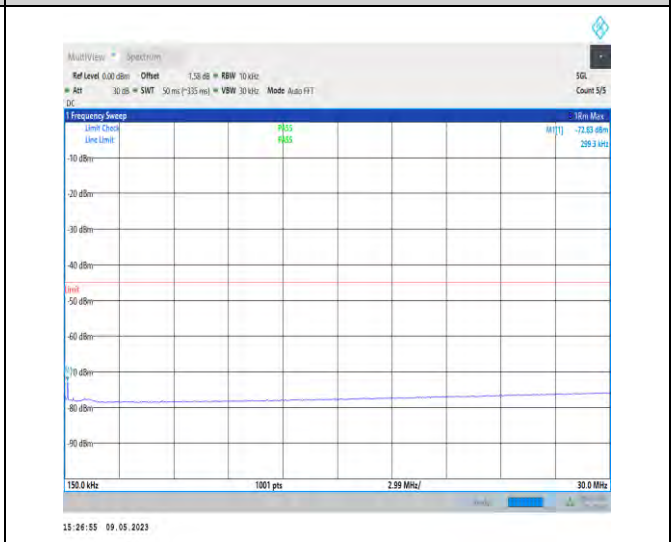 MultiView Spectrum
Ref Level 0.00 dBm Offset 1.58 dB RBW 10 kHz SGL
Att 30 dB SWT 50 ms (~335 ms) VBW 30 kHz Mode Auto FFT Count 5/5
DC
1 Frequency Sweep 1Rm Max
Limit Check PASS M1[1] -72.83 dBm
Line Limit PASS 299.3 kHz
-10 dBm
-20 dBm
-30 dBm
-40 dBm
Limit
-50 dBm
-60 dBm
-80 dBm
-90 dBm
150.0 kHz 1001 pts 2.99 MHz/ 30.0 MHz
15:26:55 09.05.2023